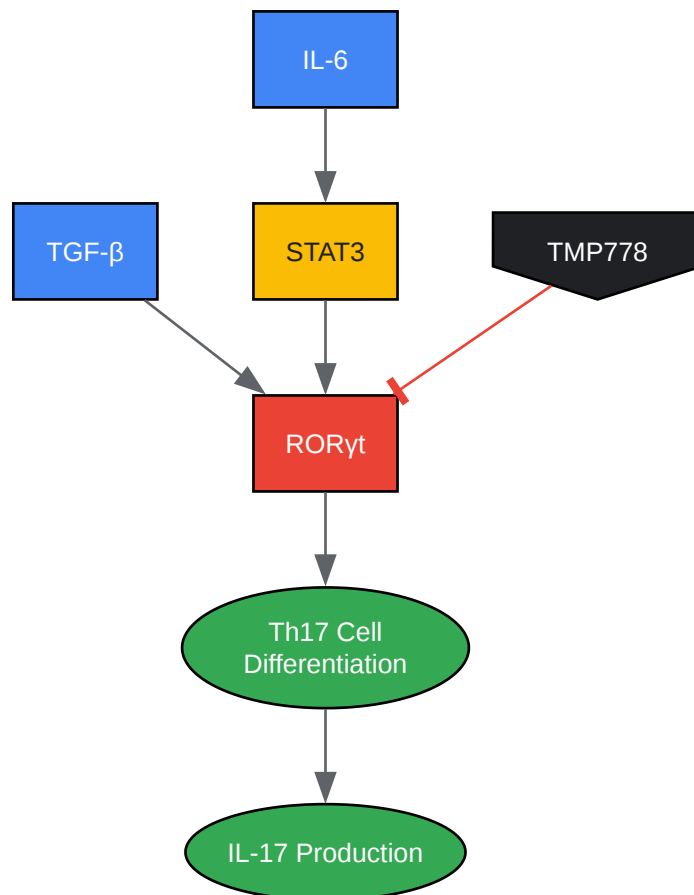 IL-6
TGF-β
STAT3
TMP778
RORγt
Th17 Cell
Differentiation
IL-17 Production